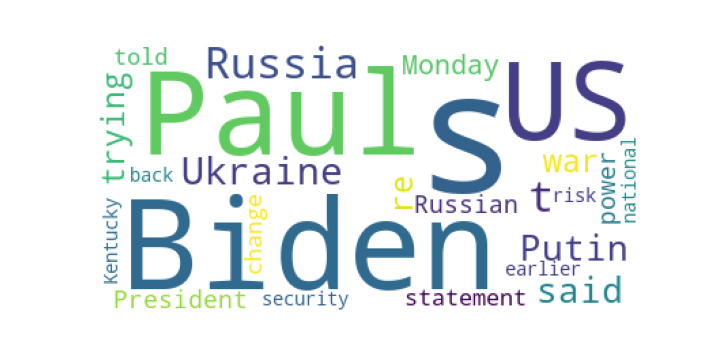 told
Russia
Monday
US
trying
Paul
s
back
Ukraine
war
re
Russian
t
risk
power
national
Kentucky
Biden
change
Putin
earlier
President
security
statement
said